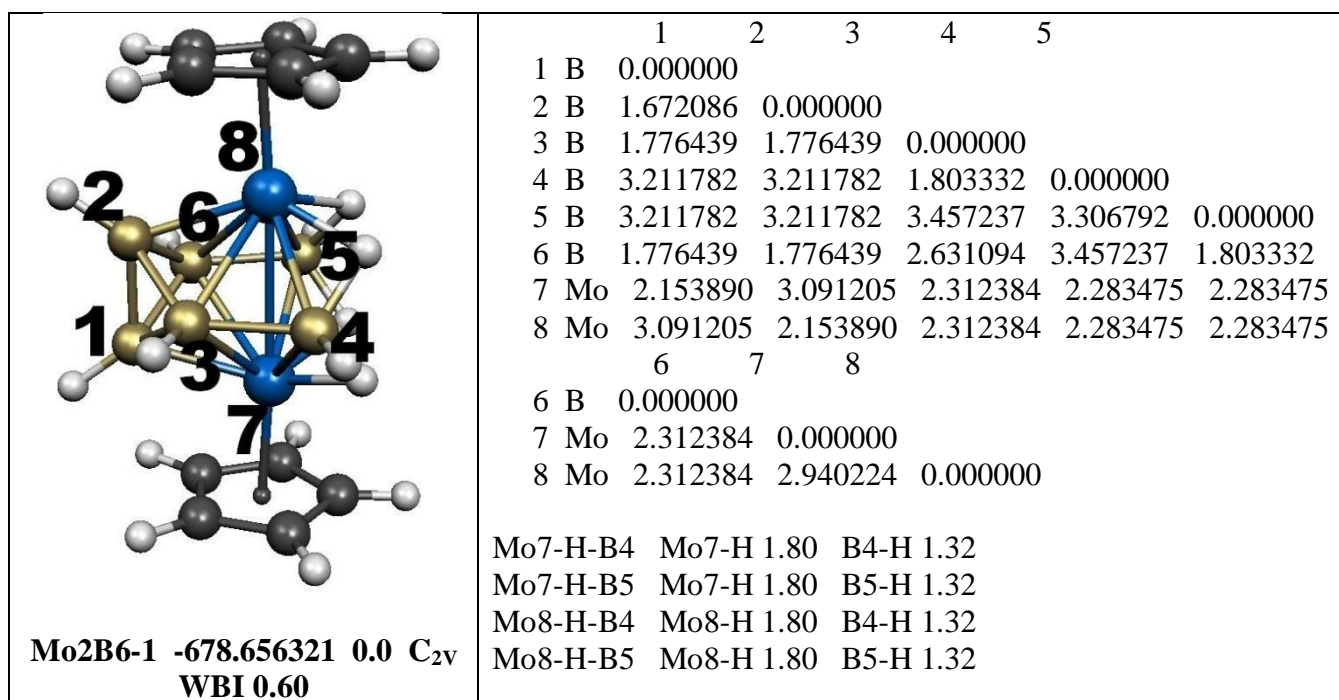 8
2
6
5
1
4
3
7
Mo2B6-1 -678.656321 0.0 C2V
WBI 0.60
1 2 3 4 5
1 B 0.000000
2 B 1.672086 0.000000
3 B 1.776439 1.776439 0.000000
4 B 3.211782 3.211782 1.803332 0.000000
5 B 3.211782 3.211782 3.457237 3.306792 0.000000
6 B 1.776439 1.776439 2.631094 3.457237 1.803332
7 Mo 2.153890 3.091205 2.312384 2.283475 2.283475
8 Mo 3.091205 2.153890 2.312384 2.283475 2.283475
6 7 8
6 B 0.000000
7 Mo 2.312384 0.000000
8 Mo 2.312384 2.940224 0.000000
Mo7-H-B4 Mo7-H 1.80 B4-H 1.32
Mo7-H-B5 Mo7-H 1.80 B5-H 1.32
Mo8-H-B4 Mo8-H 1.80 B4-H 1.32
Mo8-H-B5 Mo8-H 1.80 B5-H 1.32